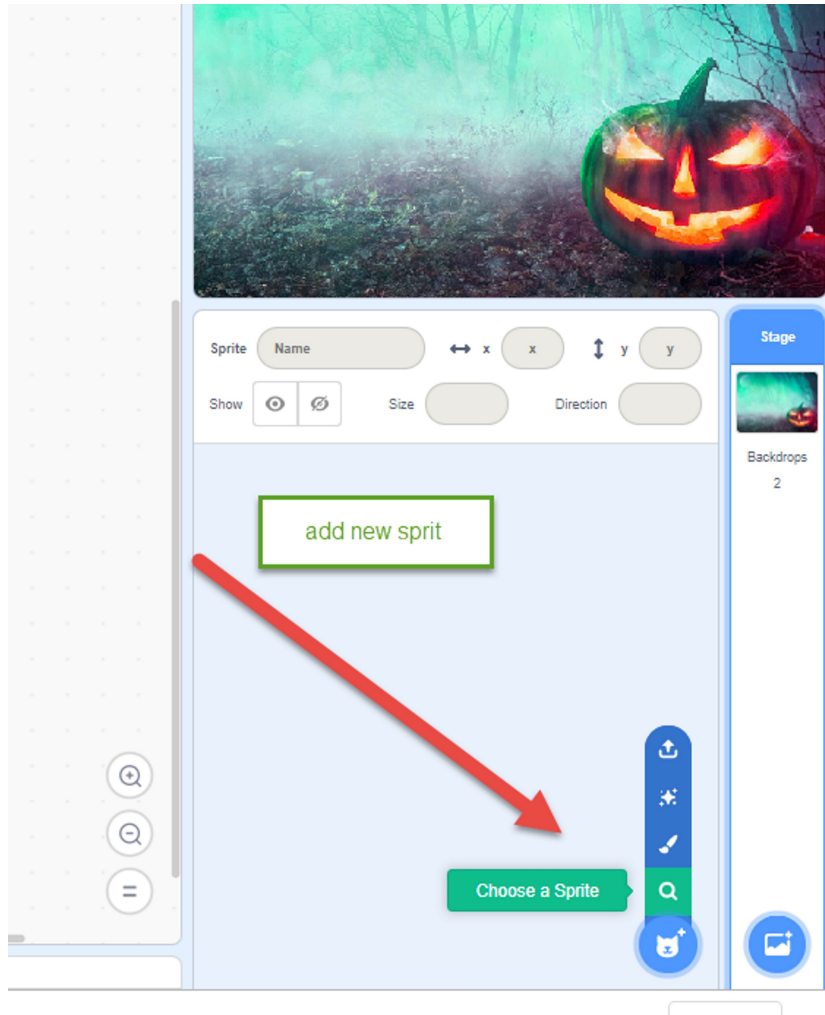 Sprite Name x x y y
Show Size Direction
Stage
Backdrops
2
add new sprit
Choose a Sprite